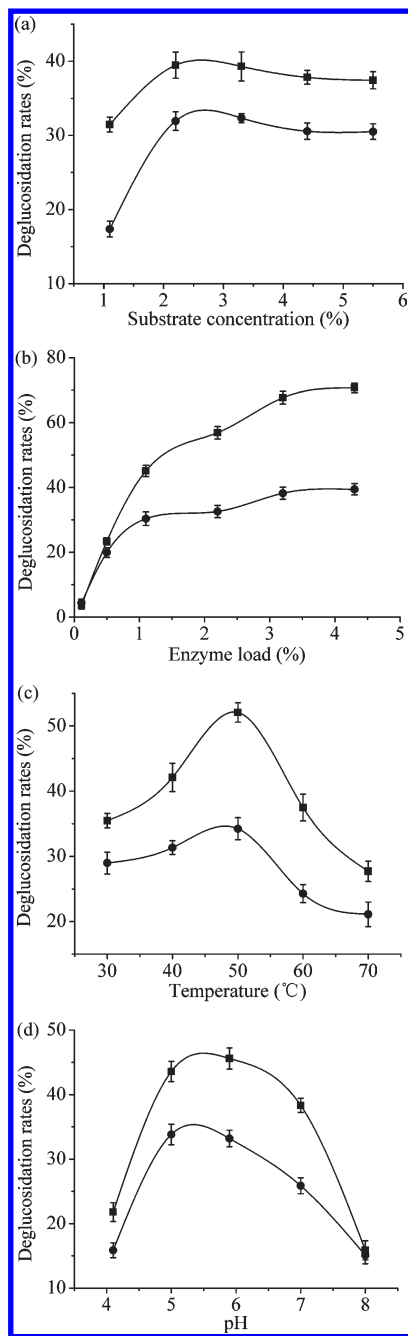 (a)
Deglucosidation rates (%)
40
30
20
10
0 1 2 3 4 5 6
Substrate concentration (%)
(b)
Deglucosidation rates (%)
80
60
40
20
0
0 1 2 3 4 5
Enzyme load (%)
(c)
Deglucosidation rates (%)
50
40
30
20
30 40 50 60 70
Temperature (℃)
(d)
Deglucosidation rates (%)
50
40
30
20
10
4 5 6 7 8
pH